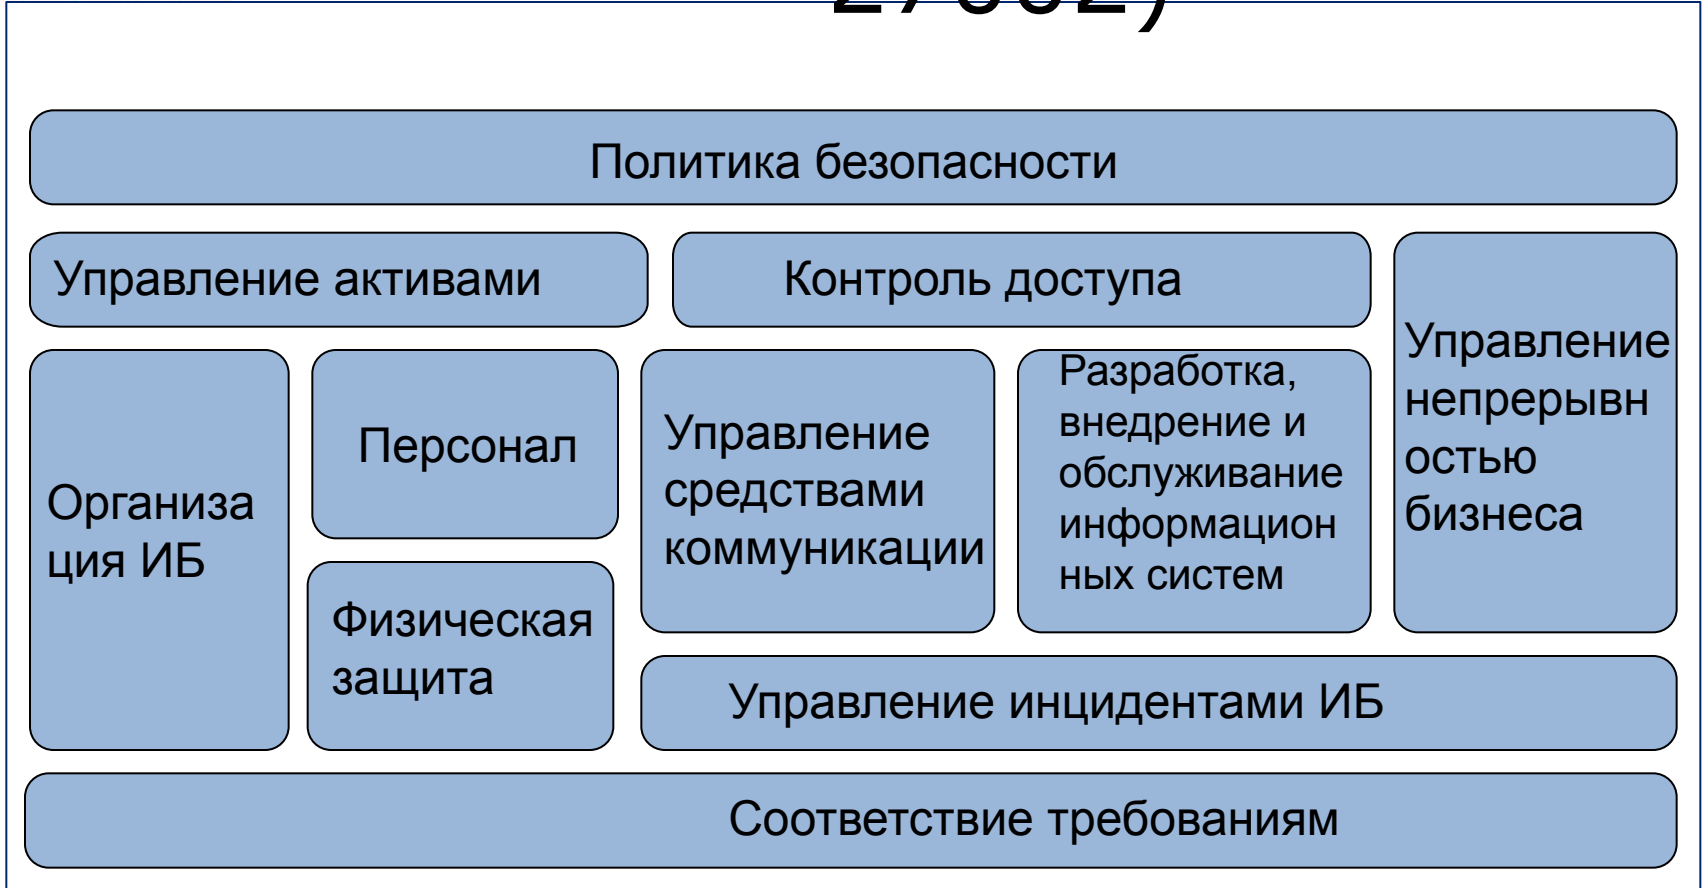 27002)
Политика безопасности
Управление активами
Контроль доступа
Управление
непрерывн
остью
бизнеса
Организа
ция ИБ
Персонал
Физическая
защита
Управление
средствами
коммуникации
Разработка,
внедрение и
обслуживание
информацион
ных систем
Управление инцидентами ИБ
Соответствие требованиям